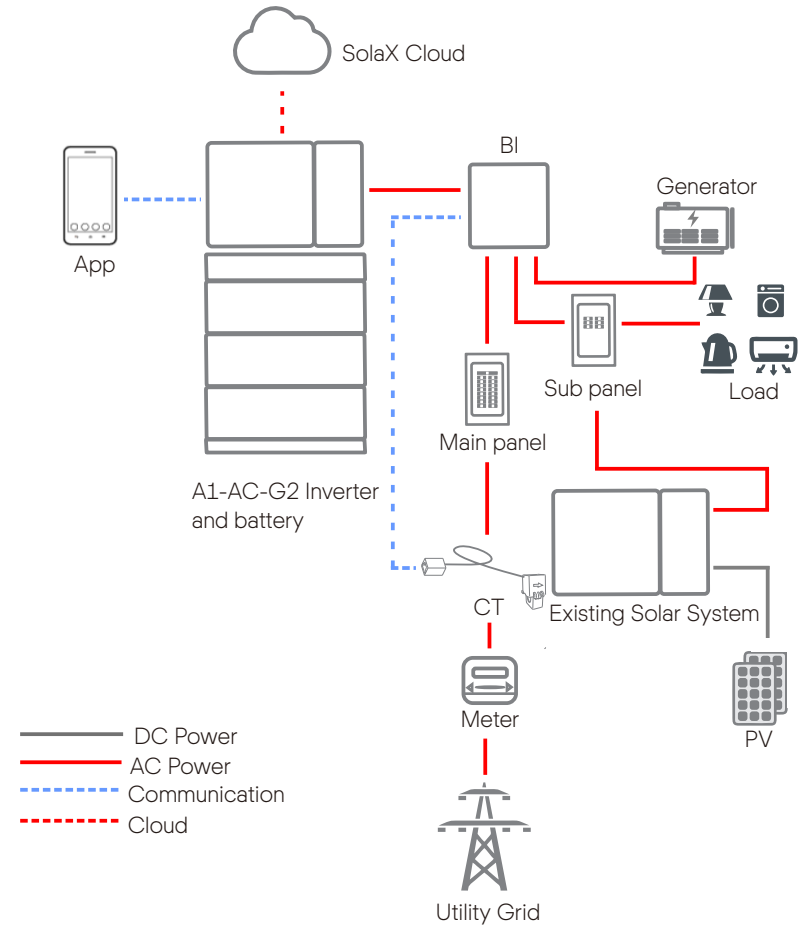 SolaX Cloud
BI
Generator
App
Sub panel
Load
Main panel
A1-AC-G2 Inverter
and battery
CT
Existing Solar System
Meter
PV
DC Power
AC Power
Communication
Cloud
Utility Grid